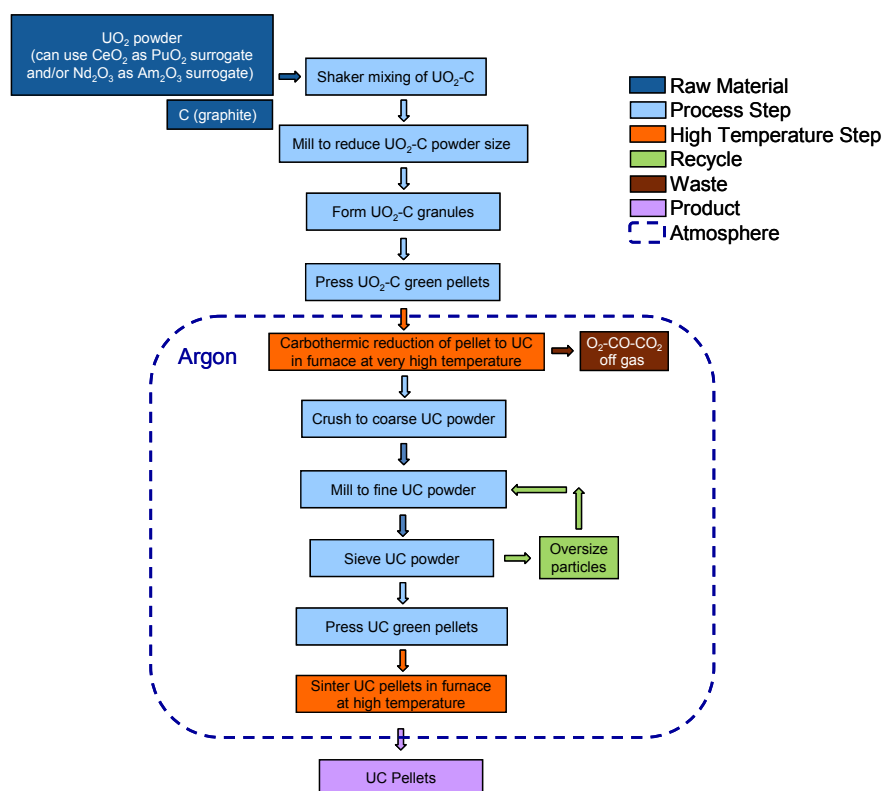 UO₂ powder
(can use CeO₂ as PuO₂ surrogate
and/or Nd₂O₃ as Am₂O₃ surrogate)
C (graphite)
Shaker mixing of UO₂-C
Mill to reduce UO₂-C powder size
Form UO₂-C granules
Press UO₂-C green pellets
Raw Material
Process Step
High Temperature Step
Recycle
Waste
Product
Atmosphere
Argon
Carbothermic reduction of pellet to UC
in furnace at very high temperature
O₂-CO-CO₂
off gas
Crush to coarse UC powder
Mill to fine UC powder
Sieve UC powder
Oversize
particles
Press UC green pellets
Sinter UC pellets in furnace
at high temperature
UC Pellets